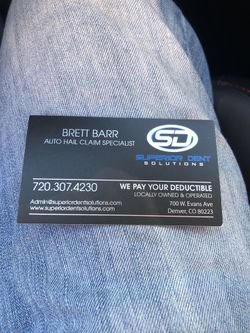 SD
BRETT BARR
AUTO HAIL CLAIM SPECIALIST
SUPERIOR DENT
SOLUTIONS
720.307.4230
WE PAY YOUR DEDUCTIBLE
LOCALLY OWNED & OPERATED
Admin@superiordentsolutions.com
700 W. Evans Ave
www.superiordentsolutions.com
Denver, CO 80223